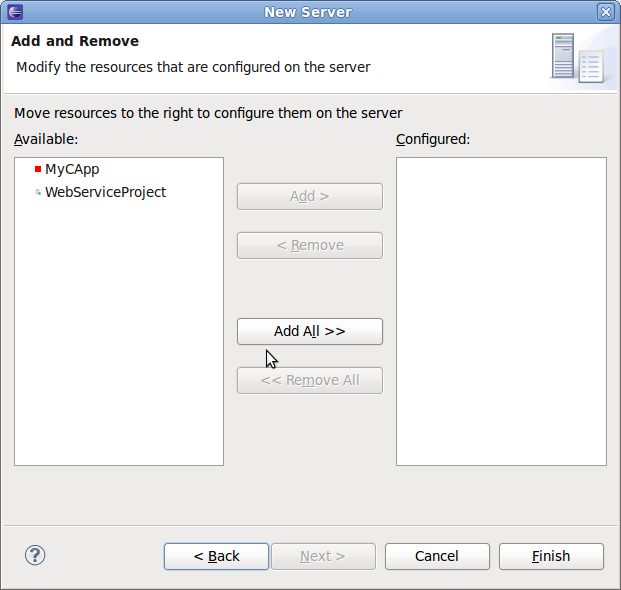 New Server
Add and Remove
Modify the resources that are configured on the server
Move resources to the right to configure them on the server
Available:
Configured:
MyCApp
WebServiceProject
Add >
< Remove
Add All >>
<< Remove All
?
< Back
Next >
Cancel
Finish